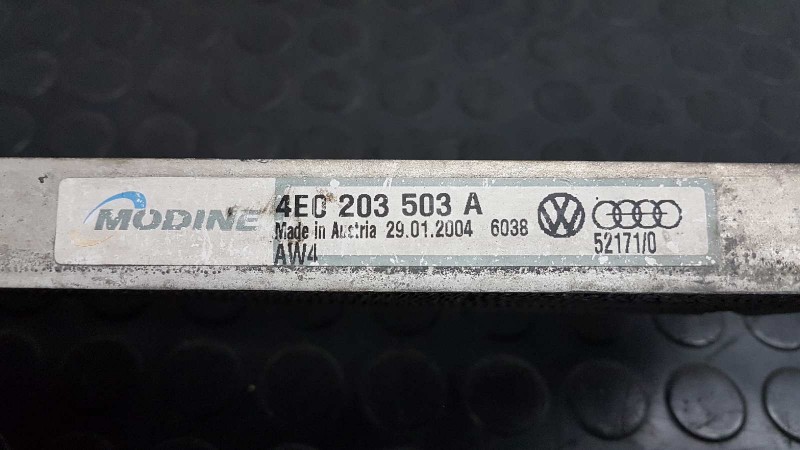 MODINE
4E0 203 503 A
Made in Austria 29.01.2004 6038
52171/0
AW4